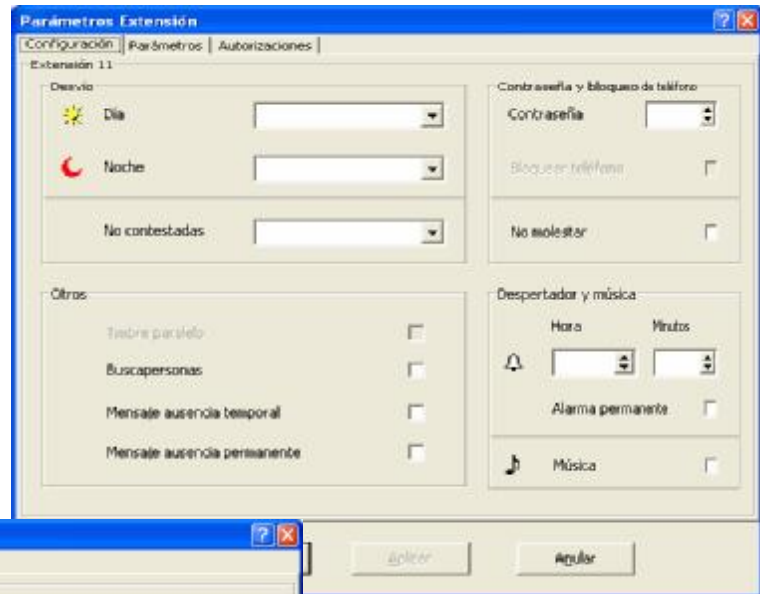 Parámetros Extensión
Configuración Parámetros Autorizaciones
Extensión 11
Desvío
Día
Noche
No contestadas
Contraseña y bloqueo de teléfono
Contraseña
Bloquear teléfono
No molestar
Otros
Timbre paralelo
Buscapersonas
Mensaje ausencia temporal
Mensaje ausencia permanente
Despertador y música
Hora Minutos
Alarma permanente
Música
Aplicar Anular